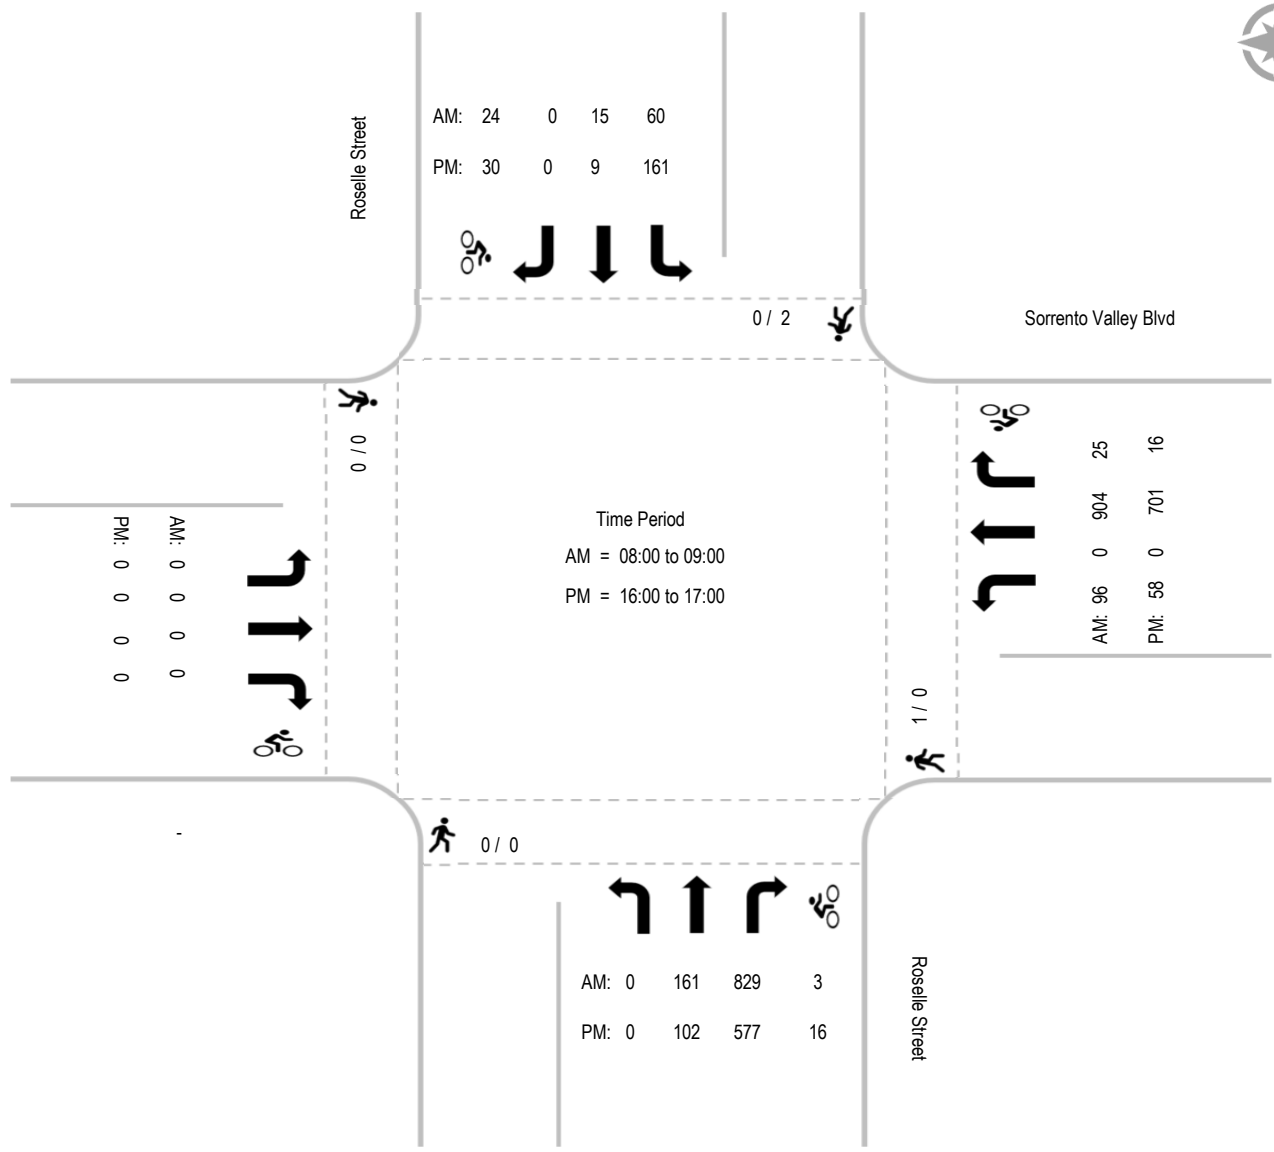 AM: 24 0 15 60
PM: 30 0 9 161
Roselle Street
0 / 2
Sorrento Valley Blvd
0 / 0
AM: 96 0 904 25
PM: 58 0 701 16
Time Period
AM = 08:00 to 09:00
PM = 16:00 to 17:00
AM: 0 0 0 0
PM: 0 0 0 0
1 / 0
-
0 / 0
AM: 0 161 829 3
PM: 0 102 577 16
Roselle Street